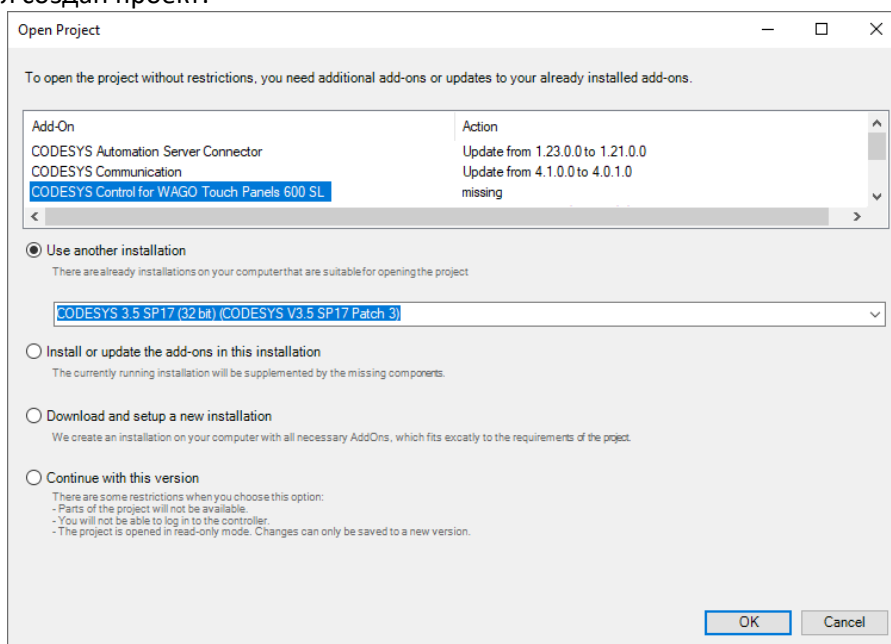 я создан проект.
Open Project
To open the project without restrictions, you need additional add-ons or updates to your already installed add-ons.
Add-On Action
CODESYS Automation Server Connector Update from 1.23.0.0 to 1.21.0.0
CODESYS Communication Update from 4.1.0.0 to 4.0.1.0
CODESYS Control for WAGO Touch Panels 600 SL missing
Use another installation
There are already installations on your computer that are suitable for opening the project
CODESYS 3.5 SP17 (32 bit) (CODESYS V3.5 SP17 Patch 3)
Install or update the add-ons in this installation
The currently running installation will be supplemented by the missing components.
Download and setup a new installation
We create an installation on your computer with all necessary AddOns, which fits excatly to the requirements of the project.
Continue with this version
There are some restrictions when you choose this option:
- Parts of the project will not be available.
- You will not be able to log in to the controller.
- The project is opened in read-only mode. Changes can only be saved to a new version.
OK Cancel